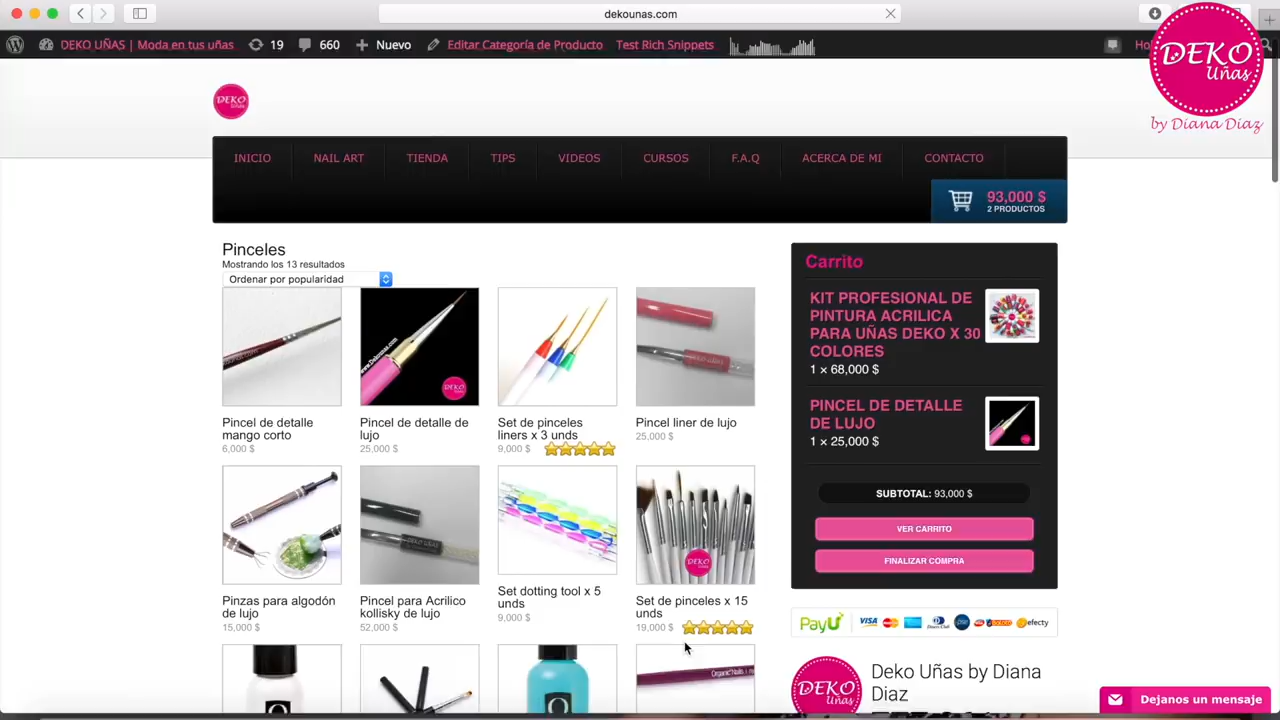 dekounas.com
DEKO UÑAS | Moda en tus uñas
19
660
Nuevo
Editar Categoría de Producto
Test Rich Snippets
DEKO
Uñas
by Diana Diaz
DEKO
INICIO
NAIL ART
TIENDA
TIPS
VIDEOS
CURSOS
F.A.Q
ACERCA DE MI
CONTACTO
93,000 $
2 PRODUCTOS
Pinceles
Mostrando los 13 resultados
Ordenar por popularidad
Pincel de detalle
mango corto
6,000 $
Pincel de detalle de
lujo
25,000 $
Set de pinceles
liners x 3 unds
9,000 $
Pincel liner de lujo
25,000 $
Pinzas para algodón
de lujo
15,000 $
Pincel para Acrilico
kollisky de lujo
52,000 $
Set dotting tool x 5
unds
9,000 $
DEKO
Set de pinceles x 15
unds
19,000 $
Carrito
KIT PROFESIONAL DE
PINTURA ACRILICA
PARA UÑAS DEKO X 30
COLORES
1 × 68,000 $
PINCEL DE DETALLE
DE LUJO
1 × 25,000 $
SUBTOTAL: 93,000 $
VER CARRITO
FINALIZAR COMPRA
PayU
VISA
efecty
DEKO
Uñas
Deko Uñas by Diana
Diaz
Dejanos un mensaje